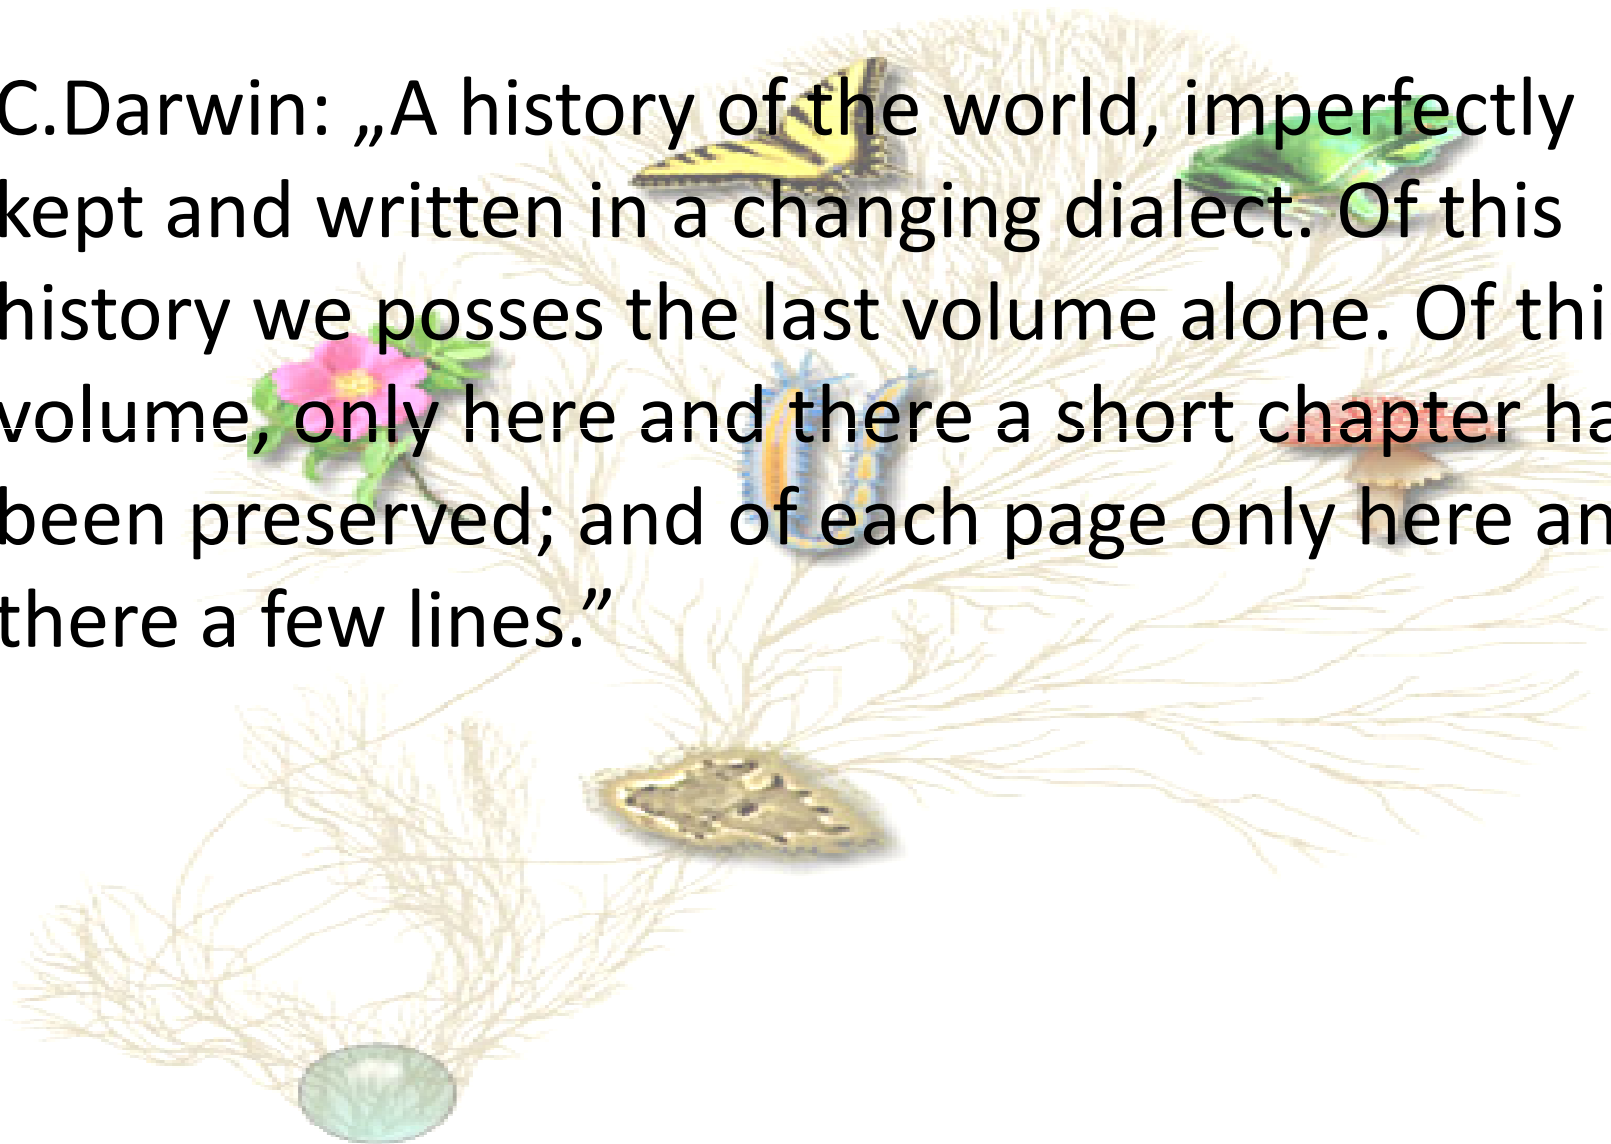 C.Darwin: „A history of the world, imperfectly
kept and written in a changing dialect. Of this
history we posses the last volume alone. Of thi
volume, only here and there a short chapter ha
been preserved; and of each page only here an
there a few lines.”